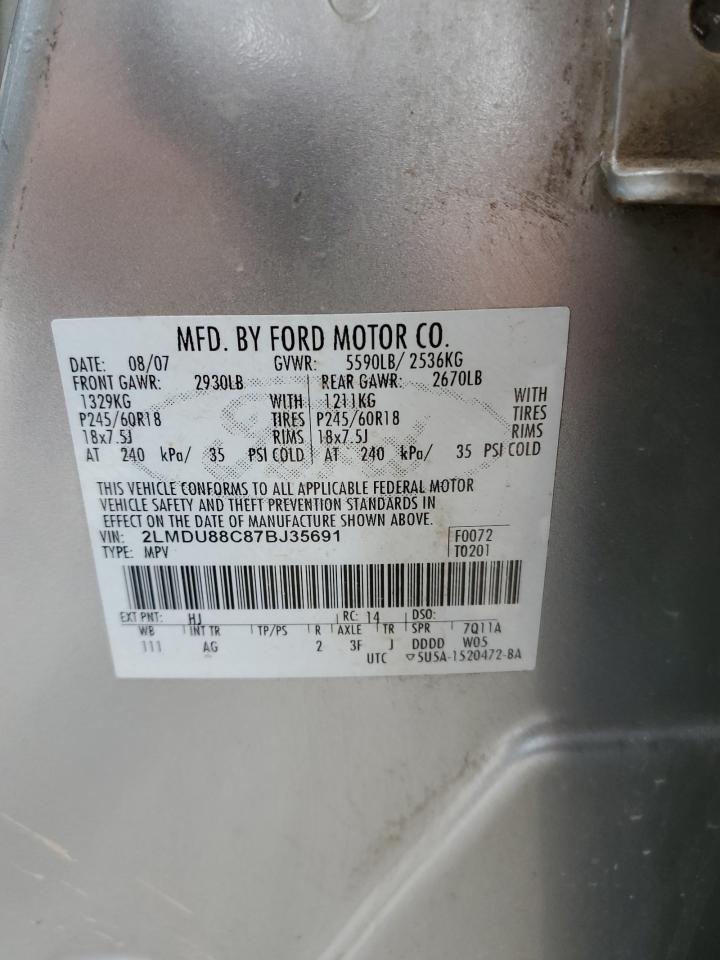 MFD. BY FORD MOTOR CO.
DATE: 08/07 GVWR: 5590LB/ 2536KG
FRONT GAWR: 2930LB REAR GAWR: 2670LB
1329KG WITH 1211KG WITH
P245/60R18 TIRES P245/60R18 TIRES
18x7.5J RIMS 18x7.5J RIMS
AT 240 kPa/ 35 PSI COLD AT 240 kPa/ 35 PSI COLD
THIS VEHICLE CONFORMS TO ALL APPLICABLE FEDERAL MOTOR
VEHICLE SAFETY AND THEFT PREVENTION STANDARDS IN
EFFECT ON THE DATE OF MANUFACTURE SHOWN ABOVE.
VIN: 2LMDU88C87BJ35691 F0072
TYPE: MPV T0201
EXT PNT: HJ RC: 14 DSO:
WB INT TR TP/PS R AXLE TR SPR 7Q11A
111 AG 2 3F J DDDD W05
UTC ▽5U5A-1520472-BA